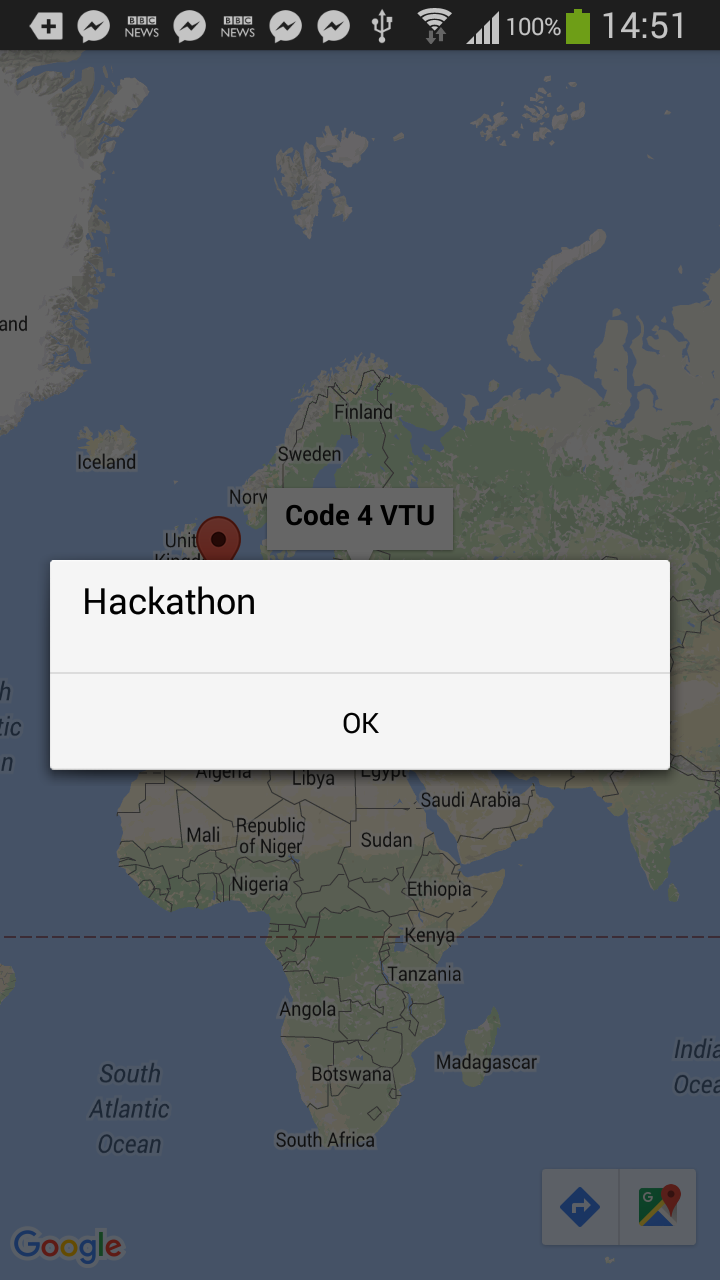 BBC
NEWS
BBC
NEWS
100%
14:51
and
Finland
Iceland
Sweden
Norw
Code 4 VTU
Unit
Kingd
Hackathon
h
tic
n
OK
Algeria
Libya
Egypt
Saudi Arabia
Mali
Republic
of Niger
Sudan
Nigeria
Ethiopia
Kenya
Tanzania
Angola
India
Ocea
Madagascar
South
Atlantic
Ocean
Botswana
South Africa
G
Google